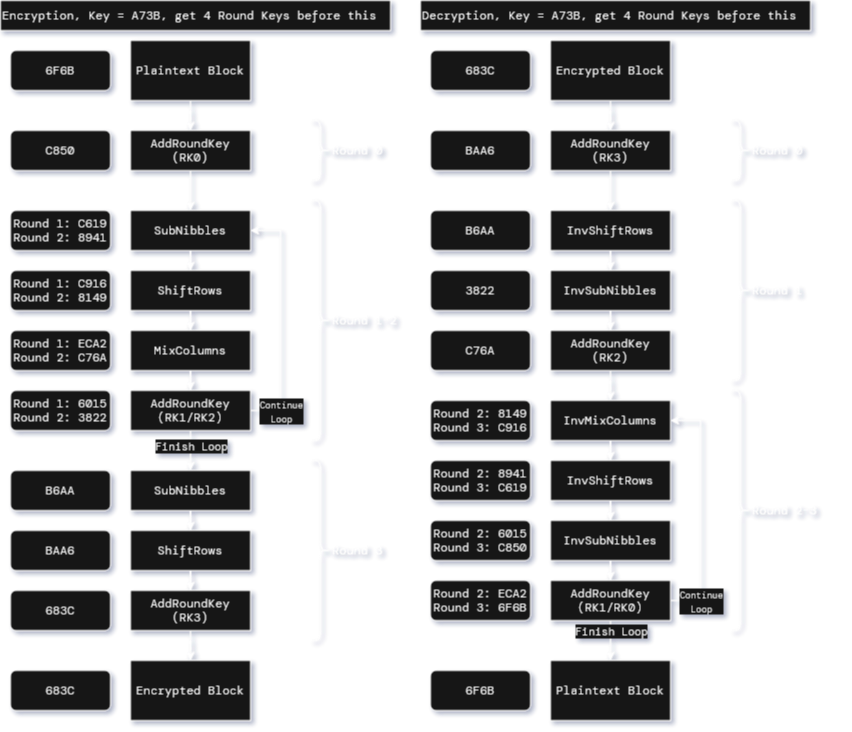 Encryption, Key = A73B, get 4 Round Keys before this
6F6B
Plaintext Block
C850
AddRoundKey
(RK0)
Round 0
Round 1: C619
Round 2: 8941
SubNibbles
Round 1: C916
Round 2: 8149
ShiftRows
Round 1-2
Round 1: ECA2
Round 2: C76A
MixColumns
Round 1: 6015
Round 2: 3822
AddRoundKey
(RK1/RK2)
Continue
Loop
Finish Loop
B6AA
SubNibbles
BAA6
ShiftRows
Round 3
683C
AddRoundKey
(RK3)
683C
Encrypted Block
Decryption, Key = A73B, get 4 Round Keys before this
683C
Encrypted Block
BAA6
AddRoundKey
(RK3)
Round 0
B6AA
InvShiftRows
3822
InvSubNibbles
Round 1
C76A
AddRoundKey
(RK2)
Round 2: 8149
Round 3: C916
InvMixColumns
Round 2: 8941
Round 3: C619
InvShiftRows
Round 2-3
Round 2: 6015
Round 3: C850
InvSubNibbles
Round 2: ECA2
Round 3: 6F6B
AddRoundKey
(RK1/RK0)
Continue
Loop
Finish Loop
6F6B
Plaintext Block